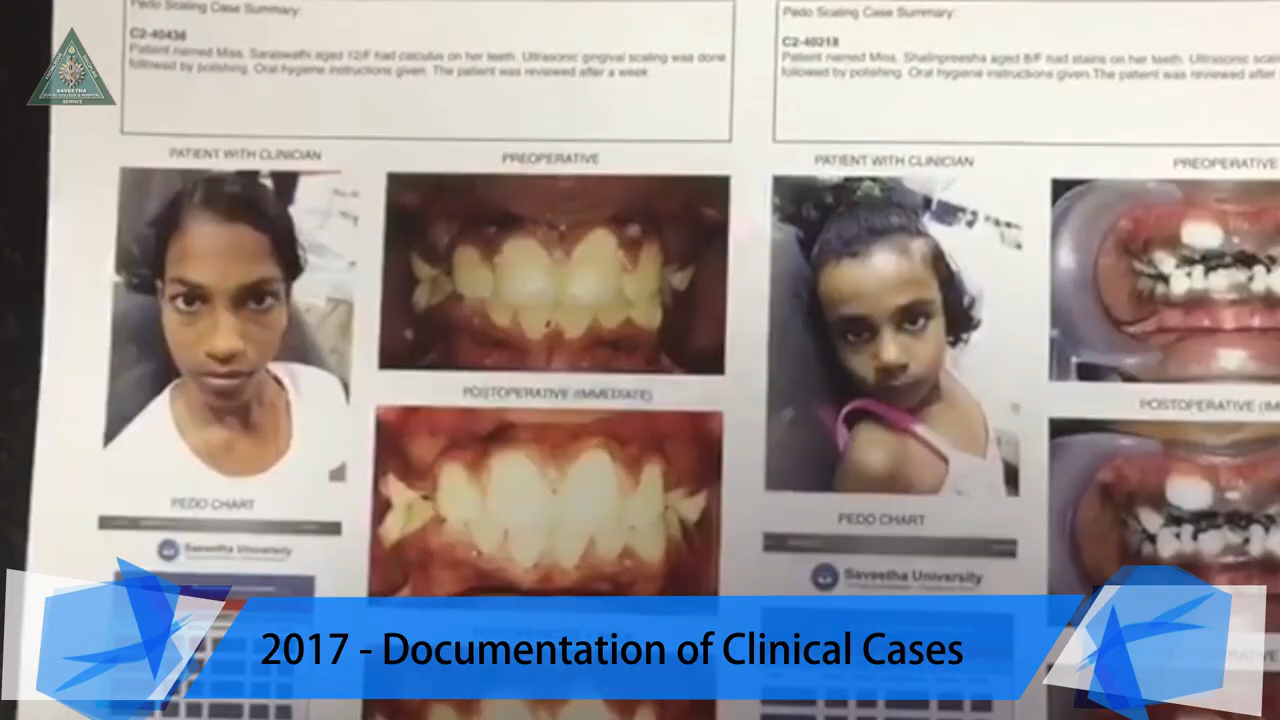 Pedo Scaling Case Summary:
C2-40436
Patient named Miss. Saraswathi aged 12/F had calculus on her teeth. Ultrasonic gingival scaling was done
followed by polishing. Oral hygiene instructions given. The patient was reviewed after a week
PATIENT WITH CLINICIAN
PREOPERATIVE
POSTOPERATIVE (IMMEDIATE)
PEDO CHART
Saveetha University
Pedo Scaling Case Summary:
C2-40218
Patient named Miss. Shalinpreesha aged 8/F had stains on her teeth. Ultrasonic
followed by polishing. Oral hygiene instructions given. The patient was reviewed after
PATIENT WITH CLINICIAN
PREOPERATIVE
POSTOPERATIVE
PEDO CHART
Saveetha University
SAVEETHA
SERVICE
2017 - Documentation of Clinical Cases